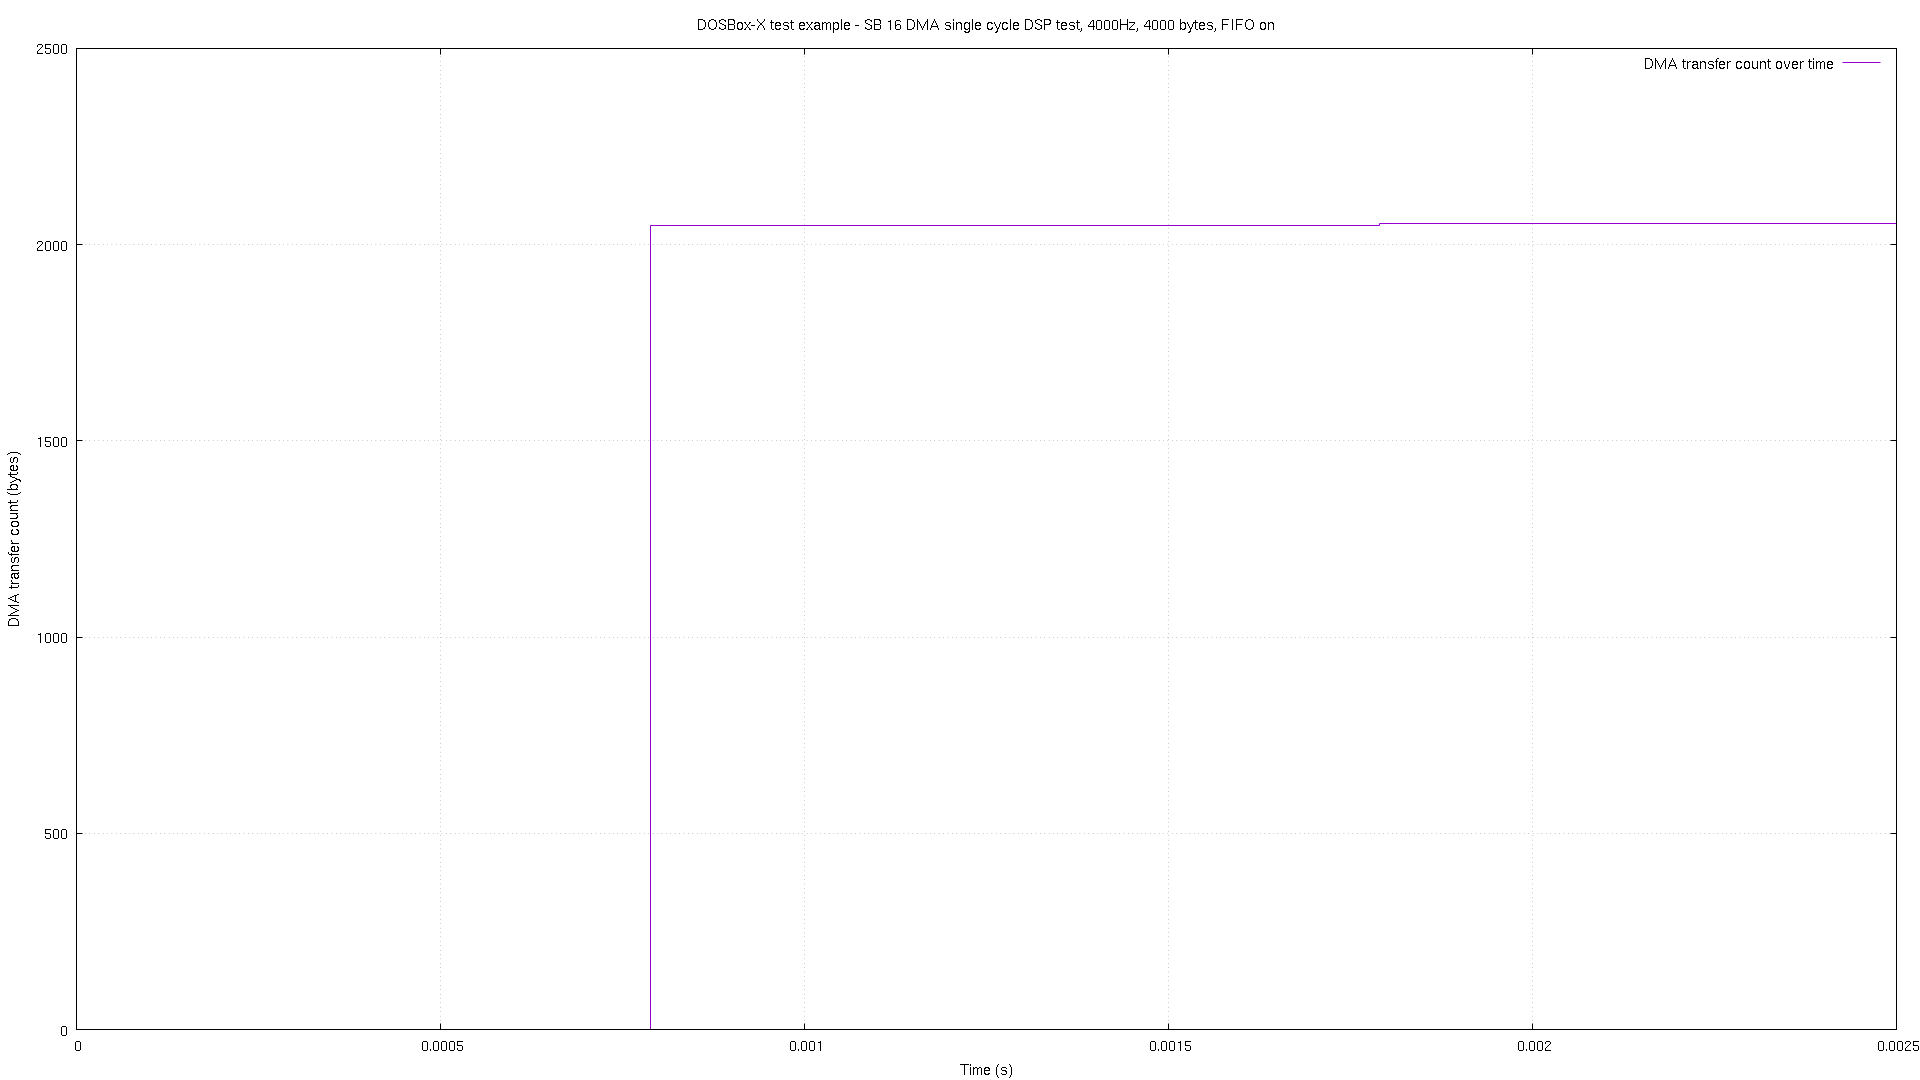 DOSBox-X test example - SB 16 DMA single cycle DSP test, 4000Hz, 4000 bytes, FIFO on
DMA transfer count over time
2500
2000
1500
1000
500
0
DMA transfer count (bytes)
0 0.0005 0.001 0.0015 0.002 0.0025
Time (s)